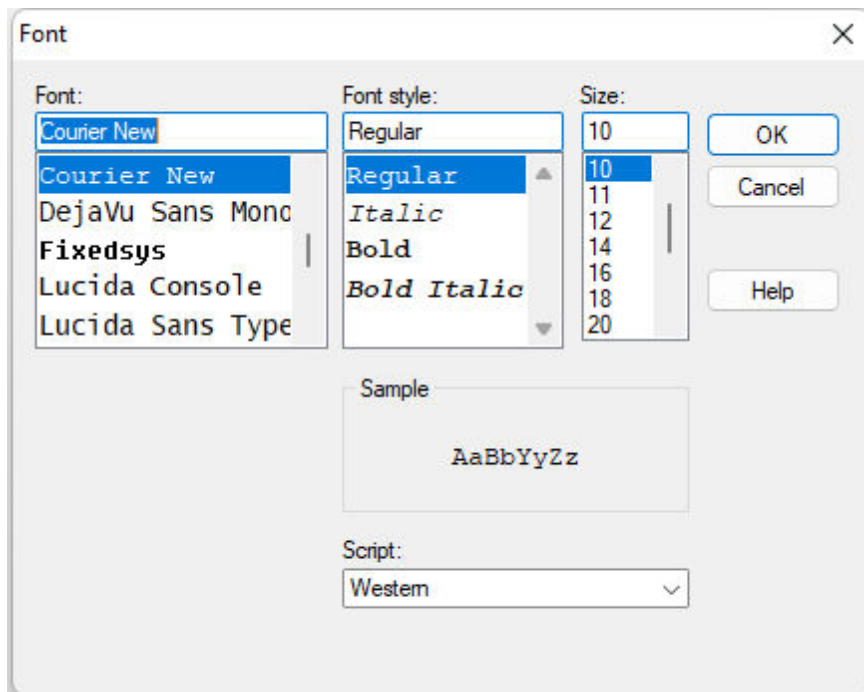 Font
Font:
Courier New
Courier New
DejaVu Sans Mono
Fixedsys
Lucida Console
Lucida Sans Type
Font style:
Regular
Regular
Italic
Bold
Bold Italic
Size:
10
10
11
12
14
16
18
20
OK
Cancel
Help
Sample
AaBbYyZz
Script:
Western